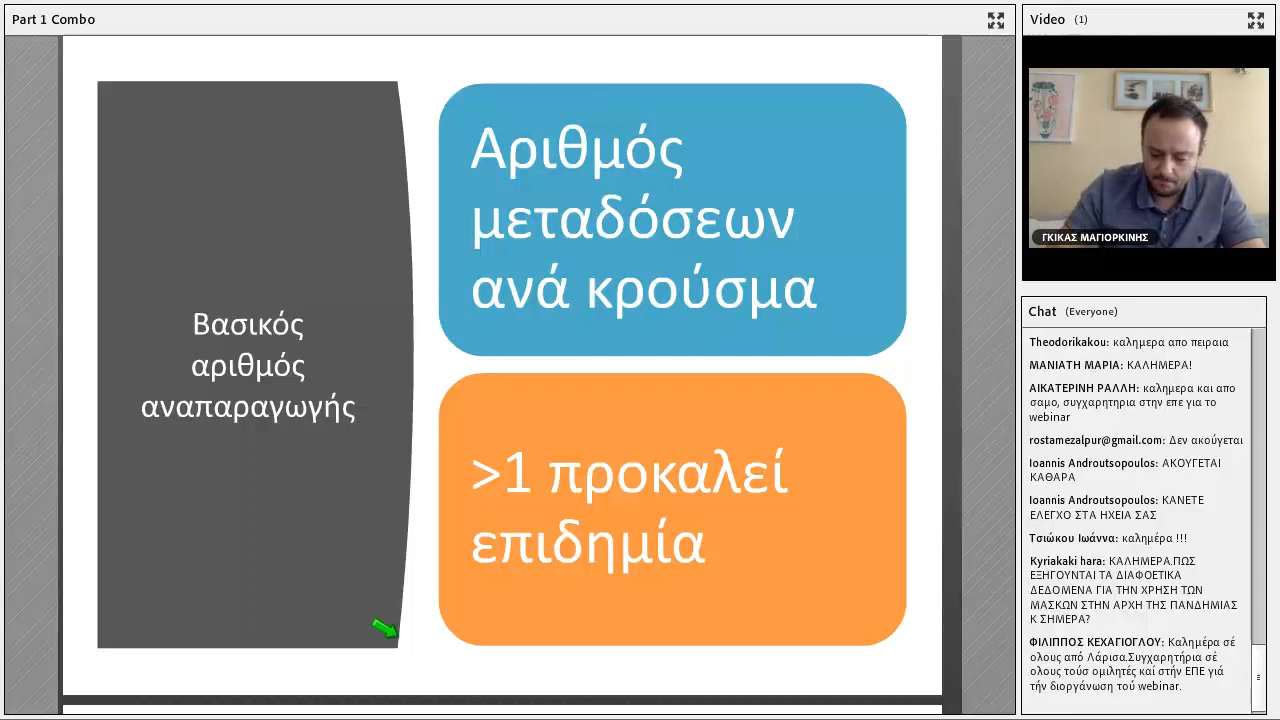 Part 1 Combo
Βασικός
αριθμός
αναπαραγωγής
Αριθμός
μεταδόσεων
ανά κρούσμα
>1 προκαλεί
επιδημία
Video (1)
ΓΚΙΚΑΣ ΜΑΓΙΟΡΚΙΝΗΣ
Chat (Everyone)
Theodorikakou: καλημερα απο πειραια
ΜΑΝΙΑΤΗ ΜΑΡΙΑ: ΚΑΛΗΜΕΡΑ!
ΑΙΚΑΤΕΡΙΝΗ ΡΑΛΛΗ: καλημερα και απο
σαμο, συγχαρητηρια στην επε για το
webinar
rostamezalpur@gmail.com: Δεν ακούγεται
Ioannis Androutsopoulos: ΑΚΟΥΓΕΤΑΙ
ΚΑΘΑΡΑ
Ioannis Androutsopoulos: ΚΑΝΕΤΕ
ΕΛΕΓΧΟ ΣΤΑ ΗΧΕΙΑ ΣΑΣ
Τσιώκου Ιωάννα: καλημέρα !!!
Kyriakaki hara: ΚΑΛΗΜΕΡΑ.ΠΩΣ
ΕΞΗΓΟΥΝΤΑΙ ΤΑ ΔΙΑΦΟΕΤΙΚΑ
ΔΕΔΟΜΕΝΑ ΓΙΑ ΤΗΝ ΧΡΗΣΗ ΤΩΝ
ΜΑΣΚΩΝ ΣΤΗΝ ΑΡΧΗ ΤΗΣ ΠΑΝΔΗΜΙΑΣ
Κ ΣΗΜΕΡΑ?
ΦΙΛΙΠΠΟΣ ΚΕΧΑΓΙΟΓΛΟΥ: Καλημέρα σέ
ολους από Λάρισα.Συγχαρητήρια σέ
ολους τούσ ομιλητές καί στήν ΕΠΕ γιά
τήν διοργάνωση τού webinar.